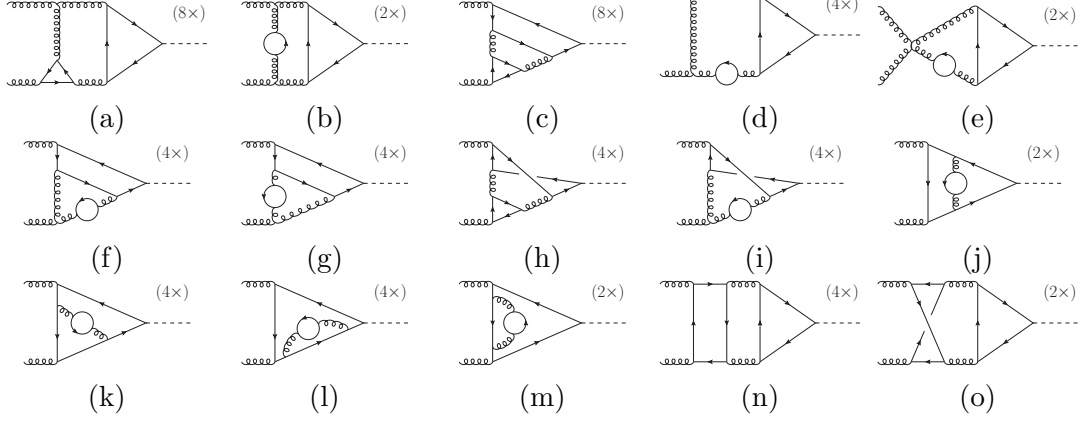 (8×) (2×) (8×) (4×) (2×)
(a) (b) (c) (d) (e)
(4×) (4×) (4×) (4×) (2×)
(f) (g) (h) (i) (j)
(4×) (4×) (2×) (4×) (2×)
(k) (l) (m) (n) (o)